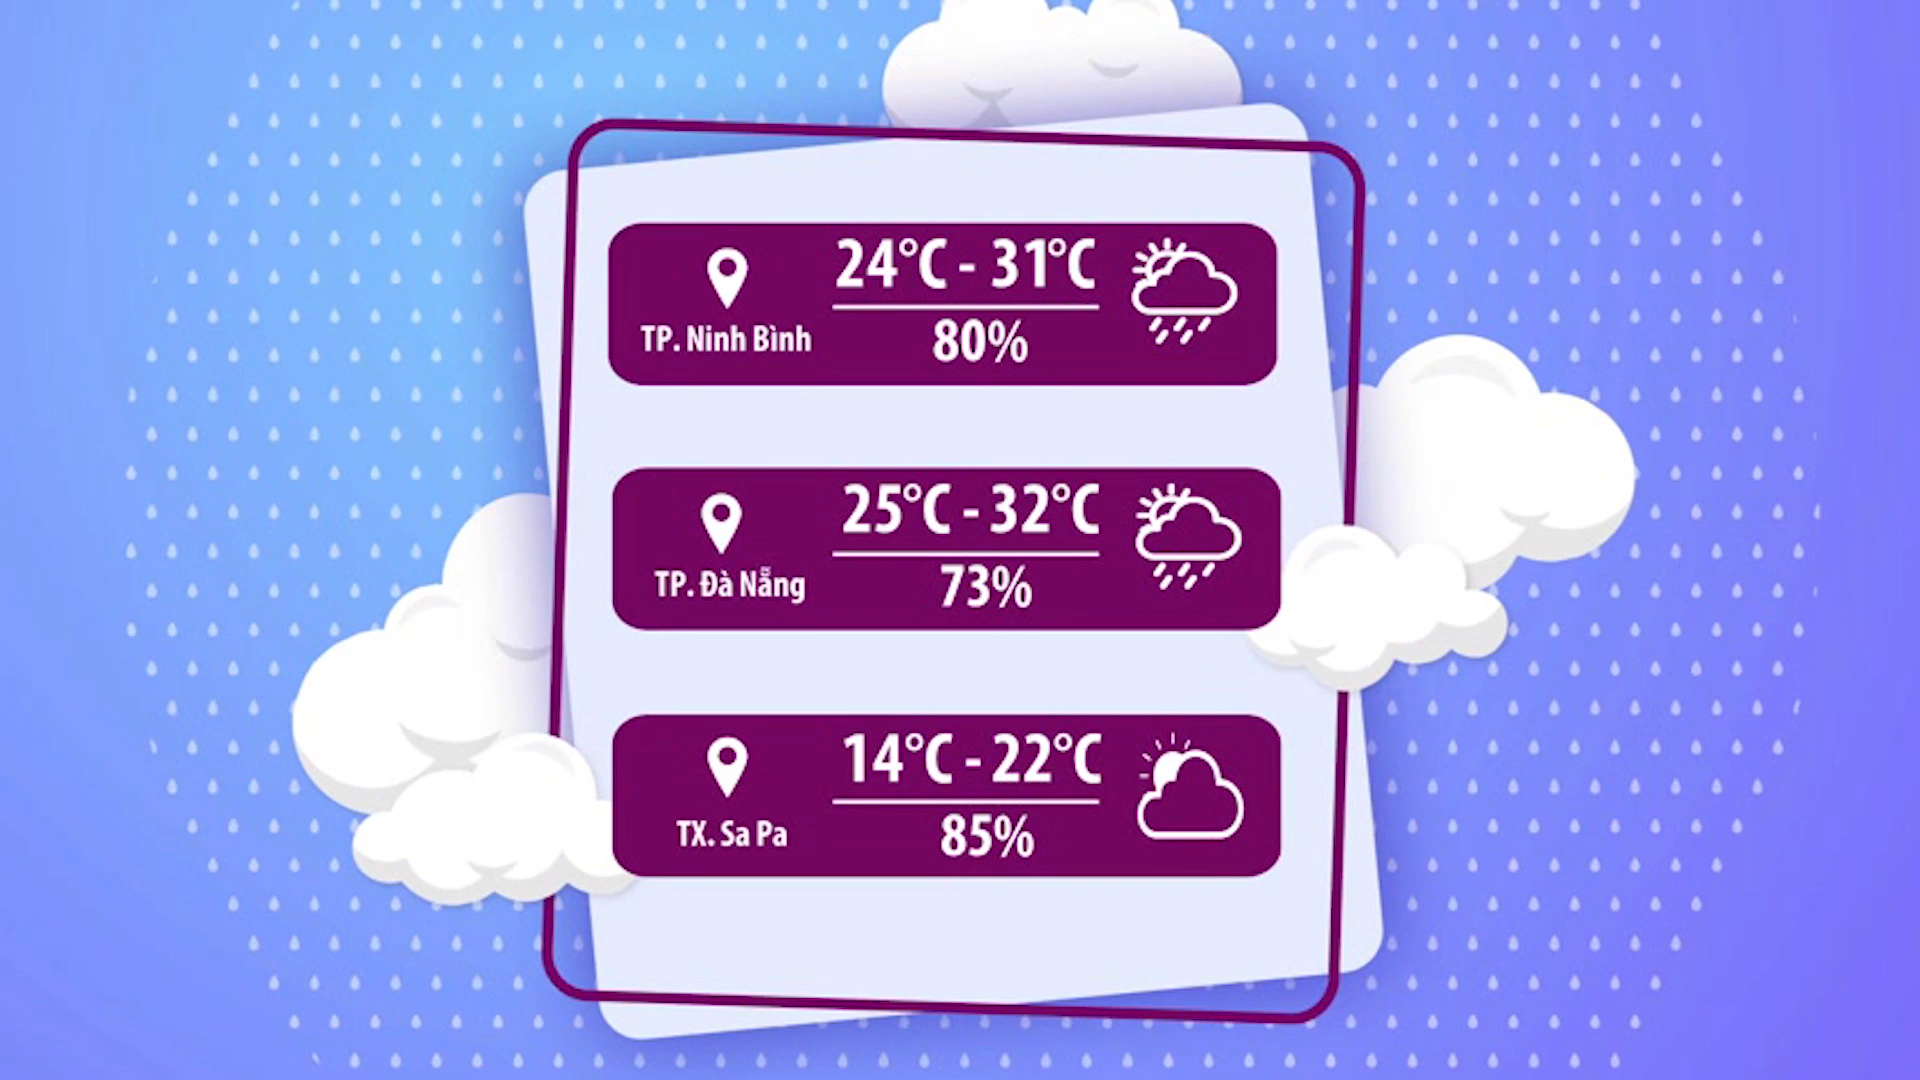 24°C - 31°C
TP. Ninh Bình
80%
25°C - 32°C
TP. Đà Nẵng
73%
14°C - 22°C
TX. Sa Pa
85%